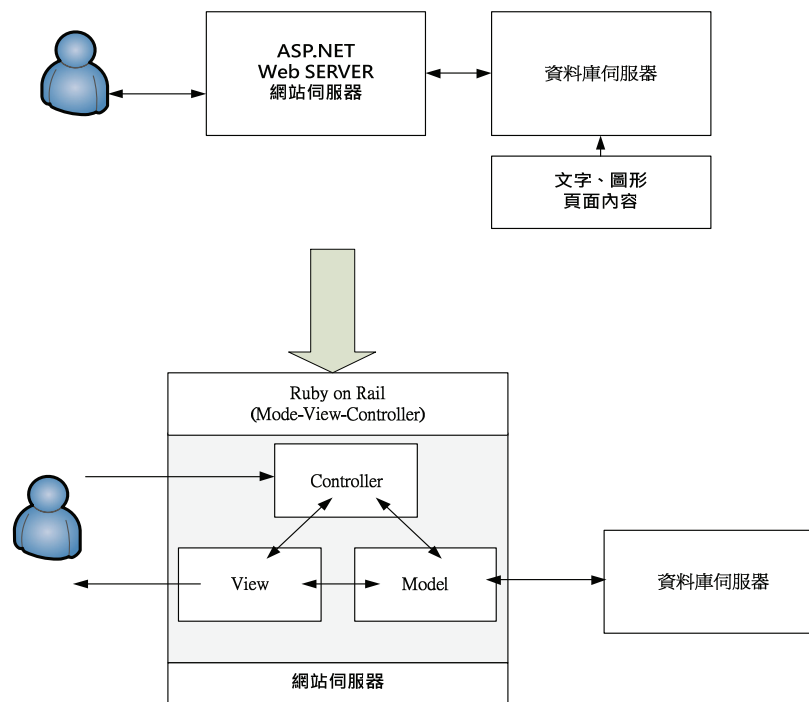 ASP.NET
Web SERVER
網站伺服器
資料庫伺服器
文字、圖形
頁面內容
Ruby on Rail
(Mode-View-Controller)
Controller
View
Model
資料庫伺服器
網站伺服器